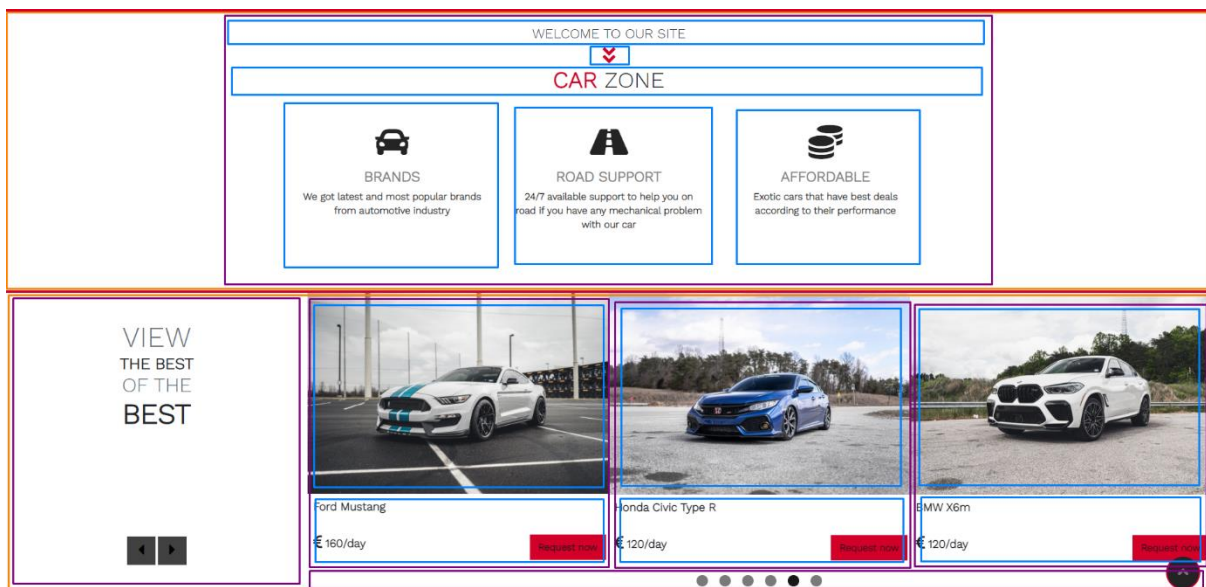 WELCOME TO OUR SITE
CAR ZONE
BRANDS
We got latest and most popular brands
from automotive industry
ROAD SUPPORT
24/7 available support to help you on
road if you have any mechanical problem
with our car
AFFORDABLE
Exotic cars that have best deals
according to their performance
VIEW
THE BEST
OF THE
BEST
Ford Mustang
€ 160/day
Request now
Honda Civic Type R
€ 120/day
Request now
BMW X6m
€ 120/day
Request now